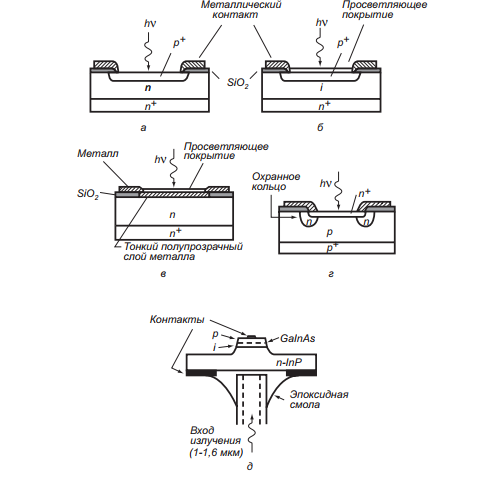 Металлический
контакт
Просветляющее
покрытие
hν
p+
n
n+
SiO2
hν
p+
i
n+
а
б
Металл
hν
Просветляющее
покрытие
SiO2
n
n+
Тонкий полупрозрачный
слой металла
в
Охранное
кольцо
hν
n+
n
n
p
p+
г
Контакты
p
i
GaInAs
n-InP
Эпоксидная
смола
Вход
излучения
(1-1,6 мкм)
д